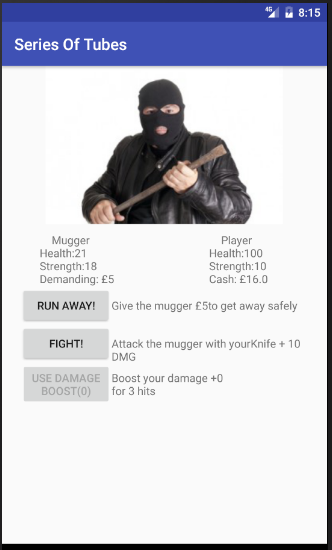 4G 8:15
Series Of Tubes
Mugger Player
Health:21 Health:100
Strength:18 Strength:10
Demanding: £5 Cash: £16.0
RUN AWAY! Give the mugger £5to get away safely
FIGHT! Attack the mugger with yourKnife + 10
DMG
USE DAMAGE Boost your damage +0
BOOST(0) for 3 hits